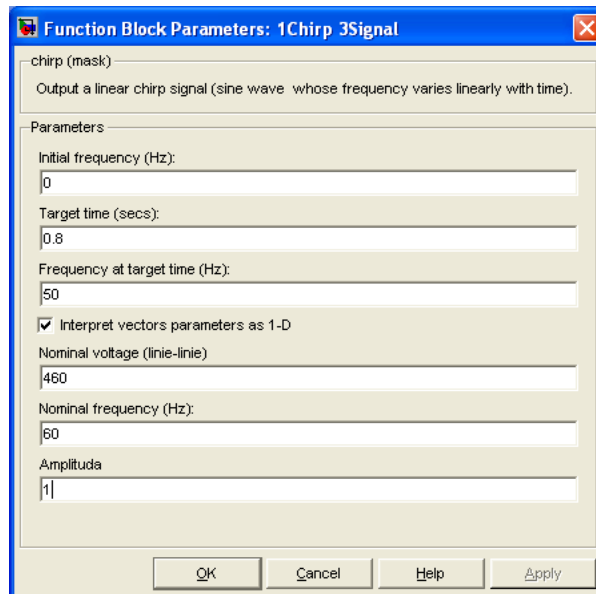 Function Block Parameters: 1Chirp 3Signal
chirp (mask)
Output a linear chirp signal (sine wave whose frequency varies linearly with time).
Parameters
Initial frequency (Hz):
0
Target time (secs):
0.8
Frequency at target time (Hz):
50
Interpret vectors parameters as 1-D
Nominal voltage (linie-linie)
460
Nominal frequency (Hz):
60
Amplituda
1
OK Cancel Help Apply